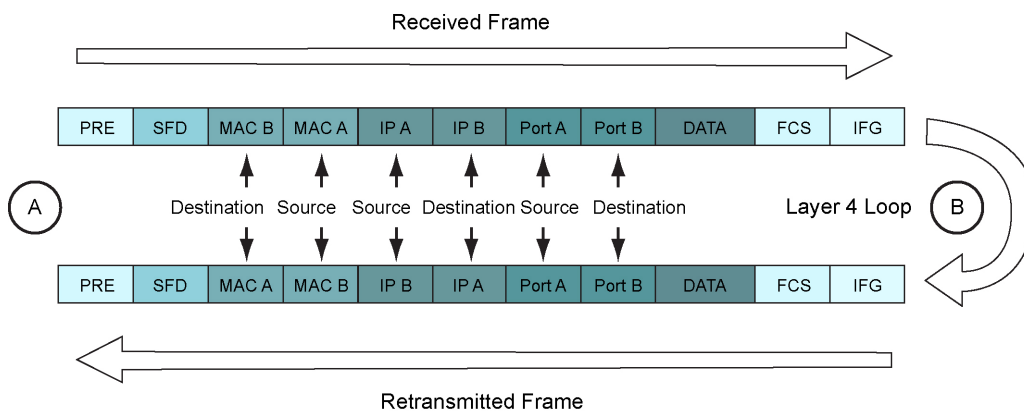 Received Frame
PRE SFD MAC B MAC A IP A IP B Port A Port B DATA FCS IFG
A Destination Source Source Destination Source Destination Layer 4 Loop B
PRE SFD MAC A MAC B IP B IP A Port A Port B DATA FCS IFG
Retransmitted Frame